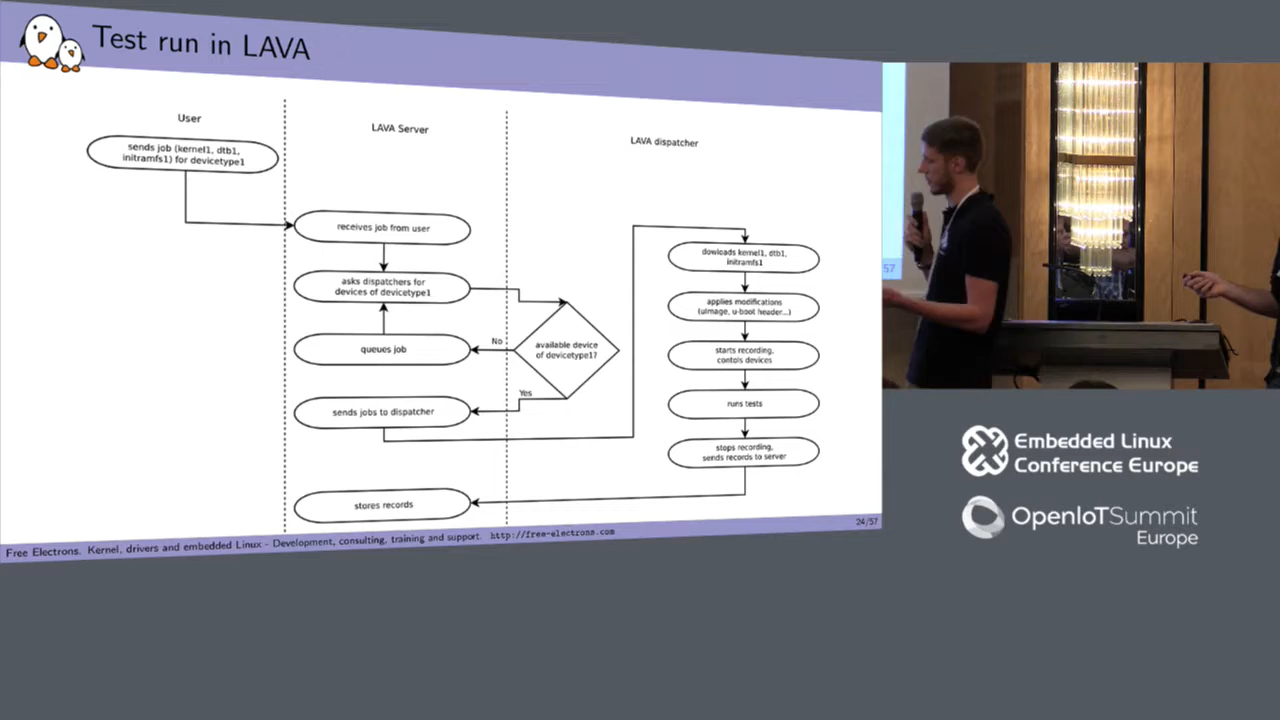 Test run in LAVA
User
LAVA Server
LAVA dispatcher
sends job (kernel1, dtb1,
initramfs1) for devicetype1
receives job from user
asks dispatchers for
devices of devicetype1
queues job
No
available device
of devicetype1?
Yes
sends jobs to dispatcher
dowloads kernel1, dtb1,
initramfs1
applies modifications
(uImage, u-boot header...)
starts recording,
contols devices
runs tests
stops recording,
sends records to server
stores records
24/57
Free Electrons. Kernel, drivers and embedded Linux - Development, consulting, training and support. http://free-electrons.com
57
Embedded Linux
Conference Europe
OpenIoTSummit
Europe